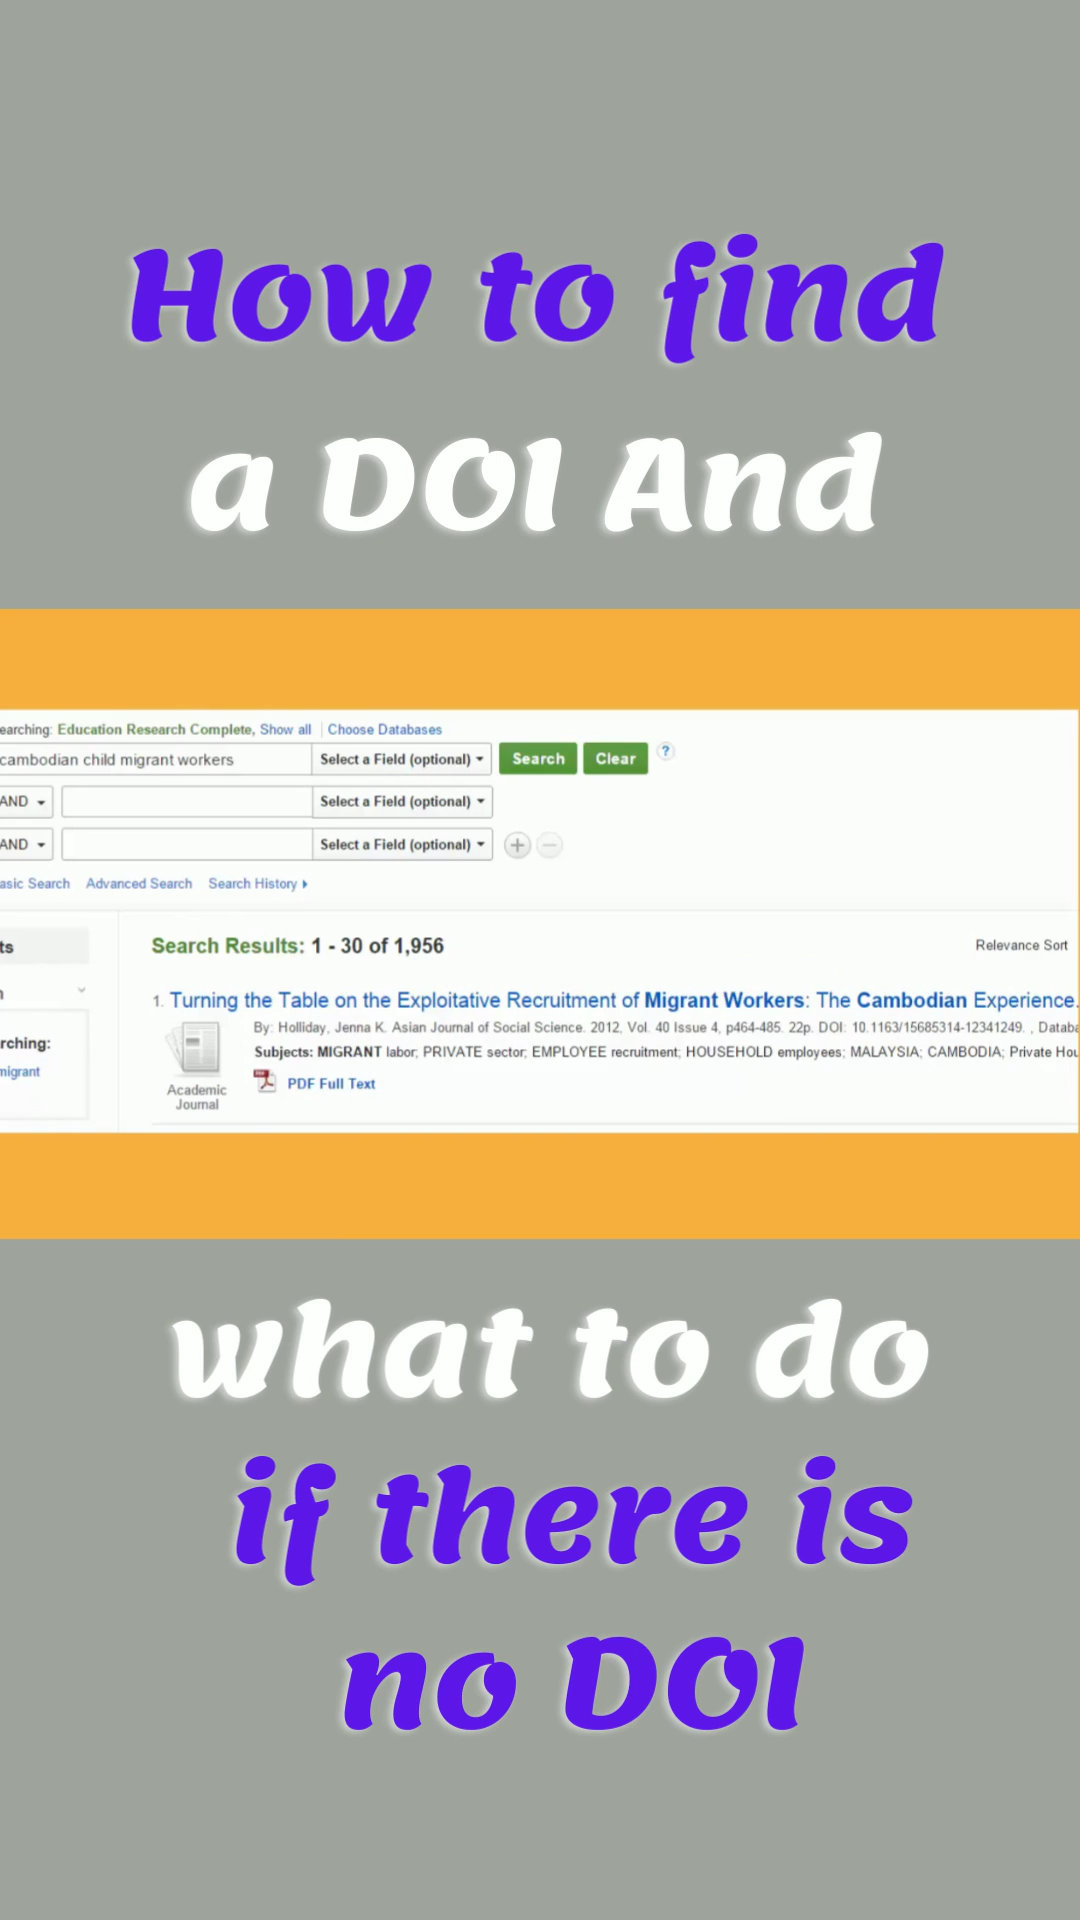 How to find
a DOI And
earching: Education Research Complete, Show all | Choose Databases
cambodian child migrant workers Select a Field (optional) Search Clear ?
AND Select a Field (optional)
AND Select a Field (optional)
asic Search Advanced Search Search History
ts
Search Results: 1 - 30 of 1,956 Relevance Sort
1. Turning the Table on the Exploitative Recruitment of Migrant Workers: The Cambodian Experience.
By: Holliday, Jenna K. Asian Journal of Social Science. 2012, Vol. 40 Issue 4, p464-485. 22p. DOI: 10.1163/15685314-12341249. , Databa
rching:
Subjects: MIGRANT labor; PRIVATE sector; EMPLOYEE recruitment; HOUSEHOLD employees; MALAYSIA; CAMBODIA; Private Hou
migrant
PDF Full Text
Academic
Journal
what to do
if there is
no DOI